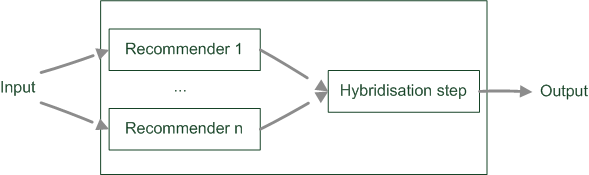 Recommender 1
Input
...
Hybridisation step
Output
Recommender n